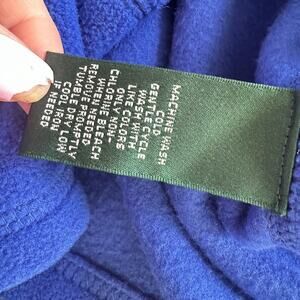 MACHINE WASH
COLD
GENTLE CYCLE
WASH WITH
LIKE COLORS
ONLY NON-
CHLORINE BLEACH
WHEN NEEDED
TUMBLE DRY LOW
REMOVE PROMPTLY
COOL IRON
IF NEEDED